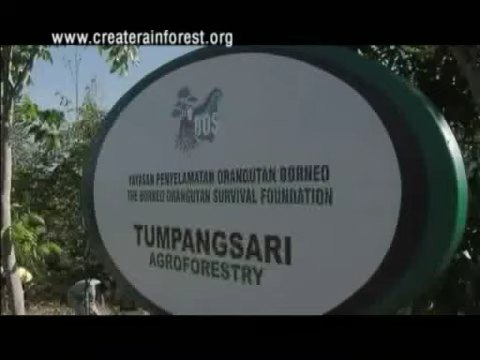 www.createrainforest.org
BOS
YAYASAN PENYELAMATAN ORANGUTAN BORNEO
THE BORNEO ORANGUTAN SURVIVAL FOUNDATION
TUMPANGSARI
AGROFORESTRY